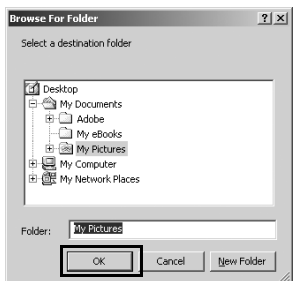 Browse For Folder
Select a destination folder
Desktop
My Documents
Adobe
My eBooks
My Pictures
My Computer
My Network Places
Folder: My Pictures
OK Cancel New Folder